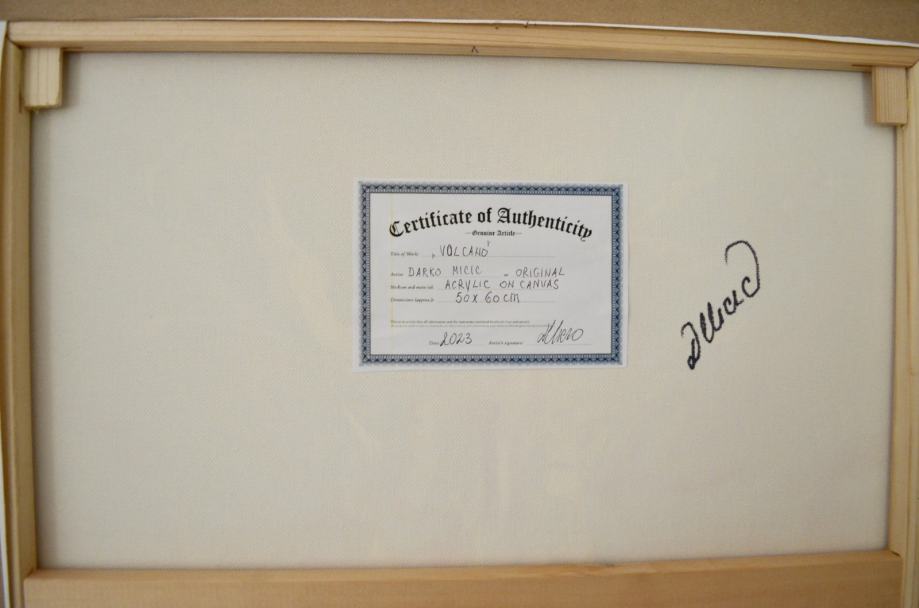 Certificate of Authenticity
Genuine Article
Title of Work: "VOLCANO"
Artist: DARKO MICIC - ORIGINAL
Medium and material: ACRYLIC ON CANVAS
Dimensions (approx.): 50 x 60 cm
Date: 2023 Artist's signature: